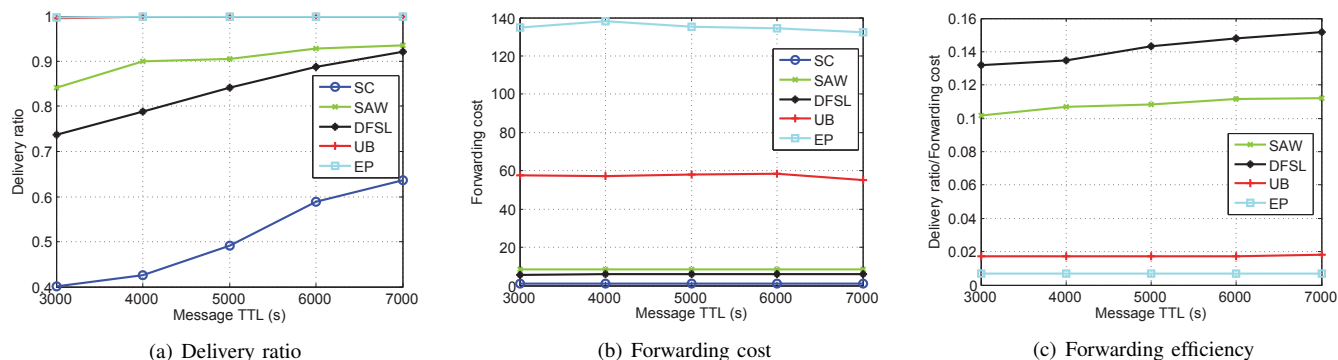 1
0.9
0.8
0.7
0.6
0.5
0.4
Delivery ratio
SC
SAW
DFSL
UB
EP
3000 4000 5000 6000 7000
Message TTL (s)
(a) Delivery ratio
140
120
100
80
60
40
20
0
Forwarding cost
SC
SAW
DFSL
UB
EP
3000 4000 5000 6000 7000
Message TTL (s)
(b) Forwarding cost
0.16
0.14
0.12
0.1
0.08
0.06
0.04
0.02
0
Delivery ratio/Forwarding cost
SAW
DFSL
UB
EP
3000 4000 5000 6000 7000
Message TTL (s)
(c) Forwarding efficiency